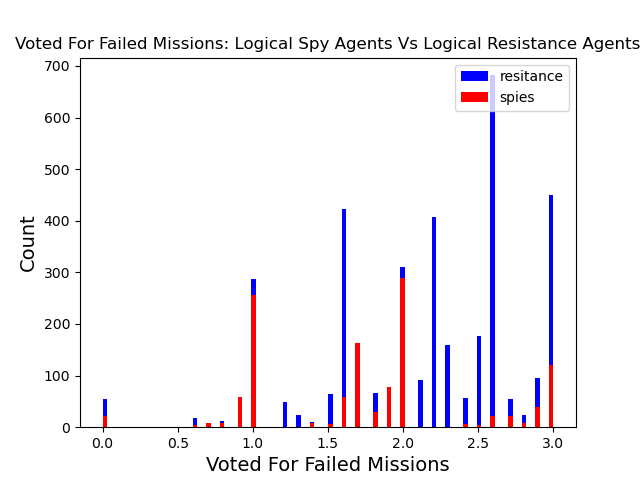 Voted For Failed Missions: Logical Spy Agents Vs Logical Resistance Agents
700
600
500
400
300
200
100
0
Count
resitance
spies
0.0 0.5 1.0 1.5 2.0 2.5 3.0
Voted For Failed Missions